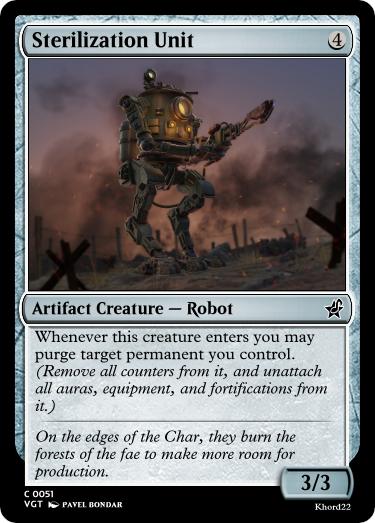 Sterilization Unit 4
Artifact Creature — Robot
Whenever this creature enters you may
purge target permanent you control.
(Remove all counters from it, and unattach
all auras, equipment, and fortifications from
it.)
On the edges of the Char, they burn the
forests of the fae to make more room for
production.
3/3
C 0051
VGT PAVEL BONDAR
Khord22